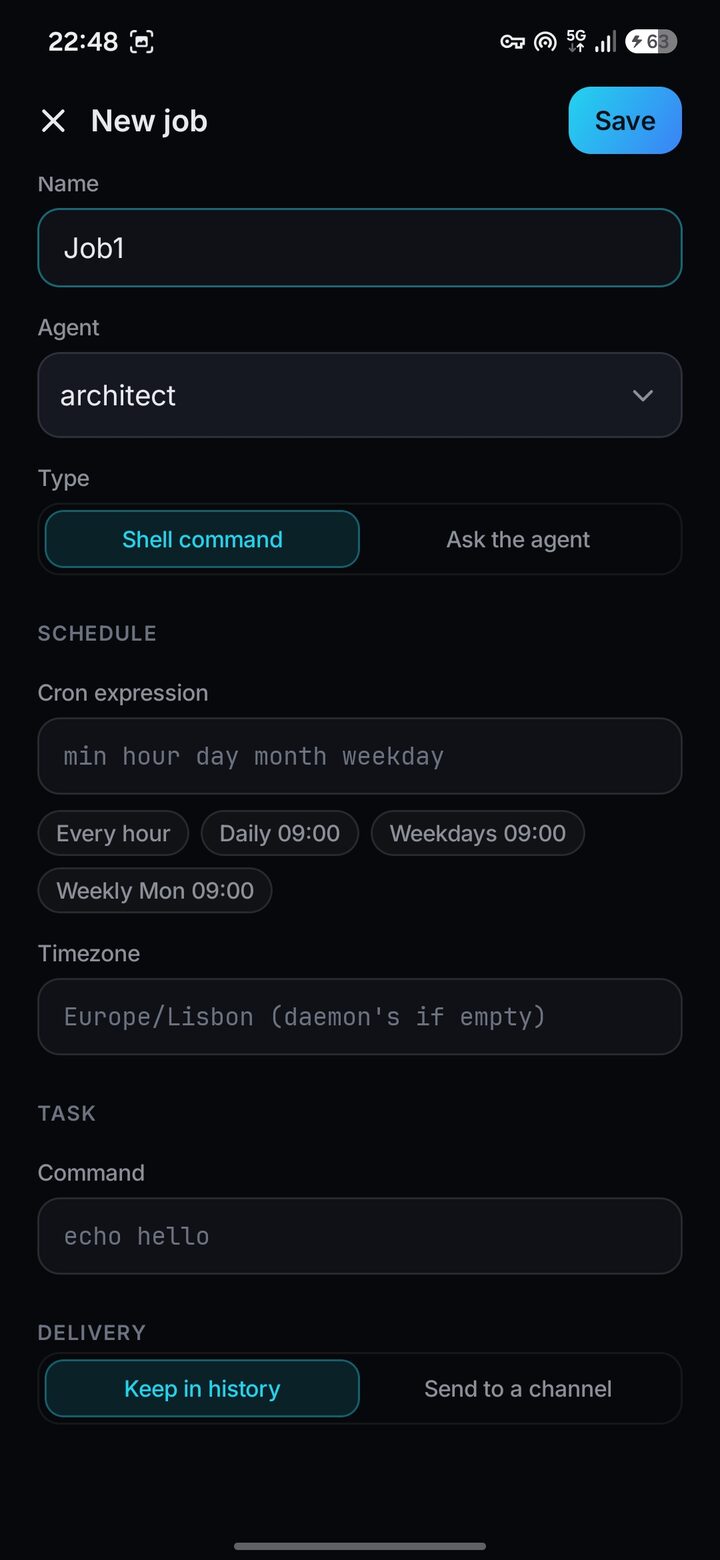 22:48
5G
63
New job
Save
Name
Job1
Agent
architect
Type
Shell command
Ask the agent
SCHEDULE
Cron expression
min hour day month weekday
Every hour
Daily 09:00
Weekdays 09:00
Weekly Mon 09:00
Timezone
Europe/Lisbon (daemon's if empty)
TASK
Command
echo hello
DELIVERY
Keep in history
Send to a channel